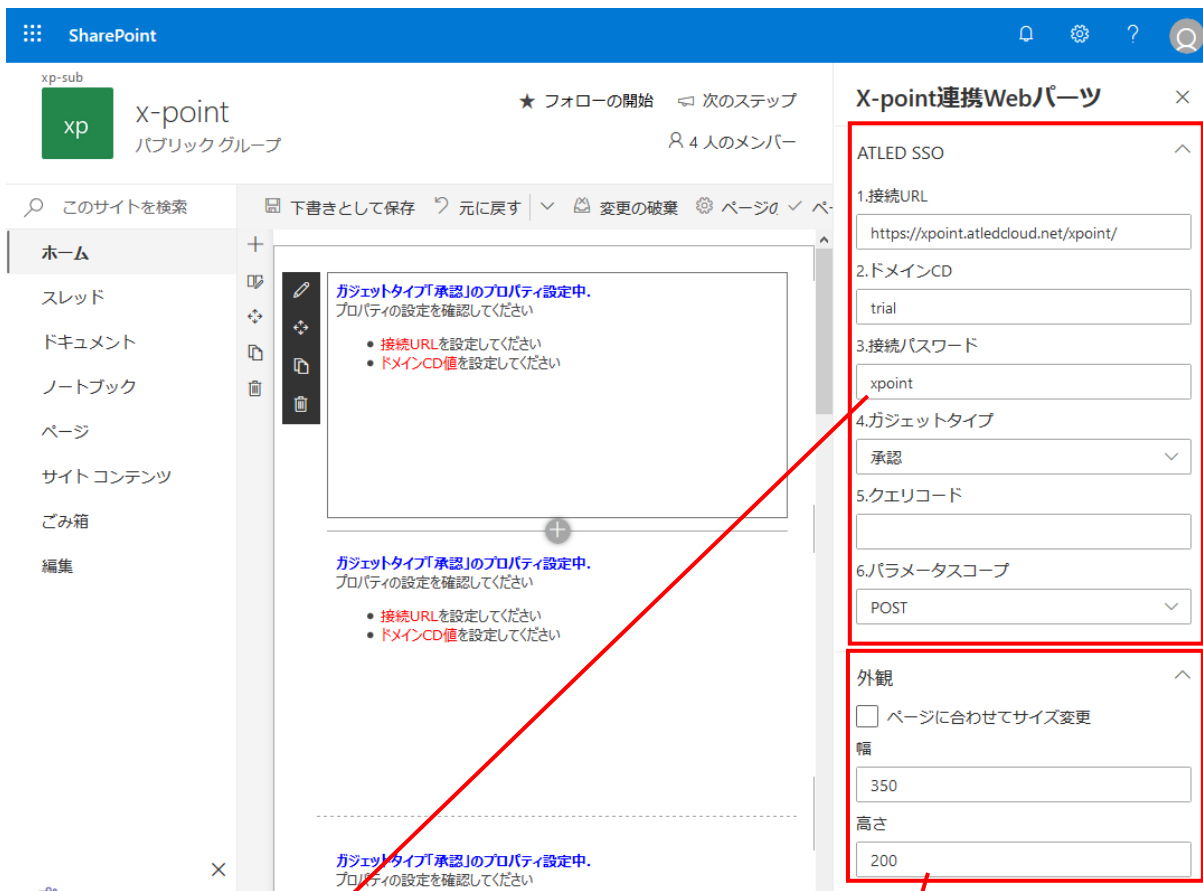 SharePoint
xp-sub
xp
x-point
パブリック グループ
★ フォローの開始 次のステップ
4 人のメンバー
このサイトを検索
下書きとして保存 元に戻す 変更の破棄 ページの
ホーム
スレッド
ドキュメント
ノートブック
ページ
サイト コンテンツ
ごみ箱
編集
ガジェットタイプ「承認」のプロパティ設定中.
プロパティの設定を確認してください
• 接続URLを設定してください
• ドメインCD値を設定してください
ガジェットタイプ「承認」のプロパティ設定中.
プロパティの設定を確認してください
• 接続URLを設定してください
• ドメインCD値を設定してください
ガジェットタイプ「承認」のプロパティ設定中.
プロパティの設定を確認してください
X-point連携Webパーツ
ATLED SSO
1.接続URL
https://xpoint.atledcloud.net/xpoint/
2.ドメインCD
trial
3.接続パスワード
xpoint
4.ガジェットタイプ
承認
5.クエリコード
6.パラメータスコープ
POST
外観
ページに合わせてサイズ変更
幅
350
高さ
200